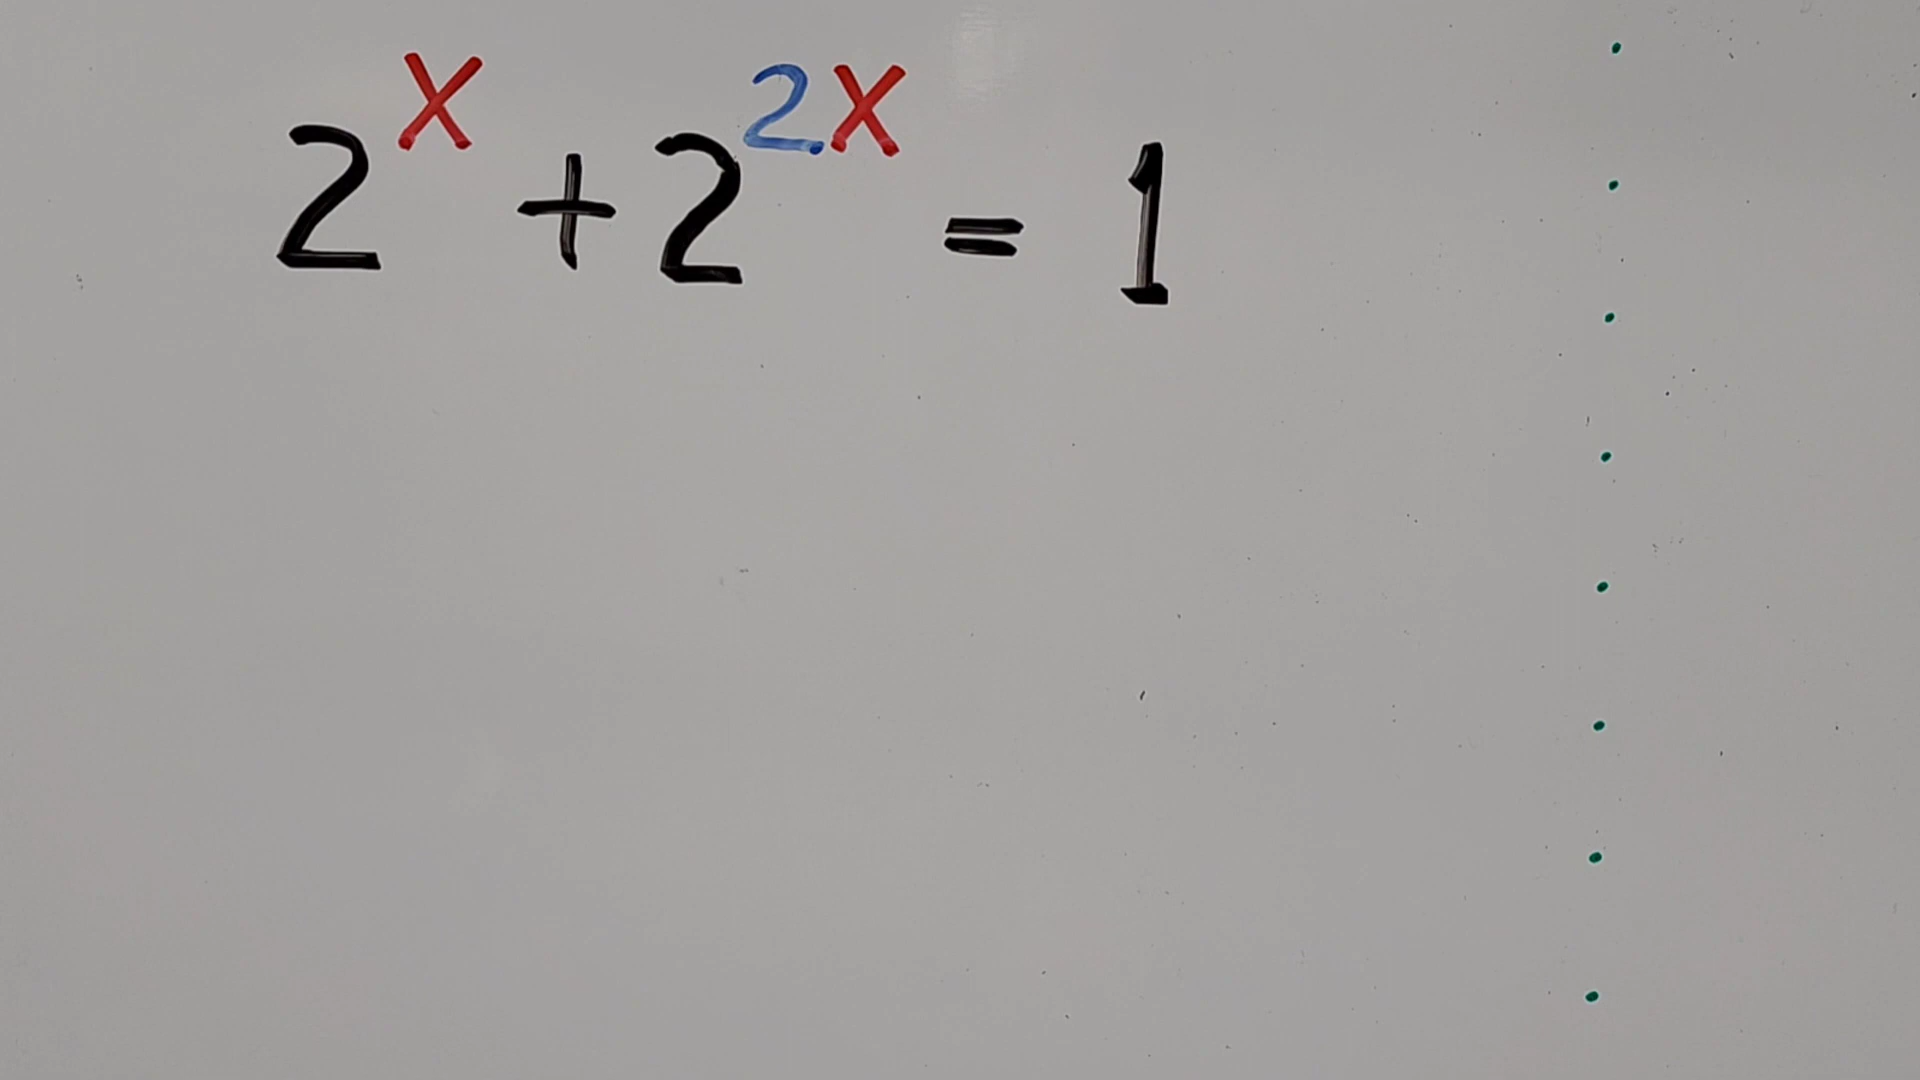 2^x + 2^{2x} = 1